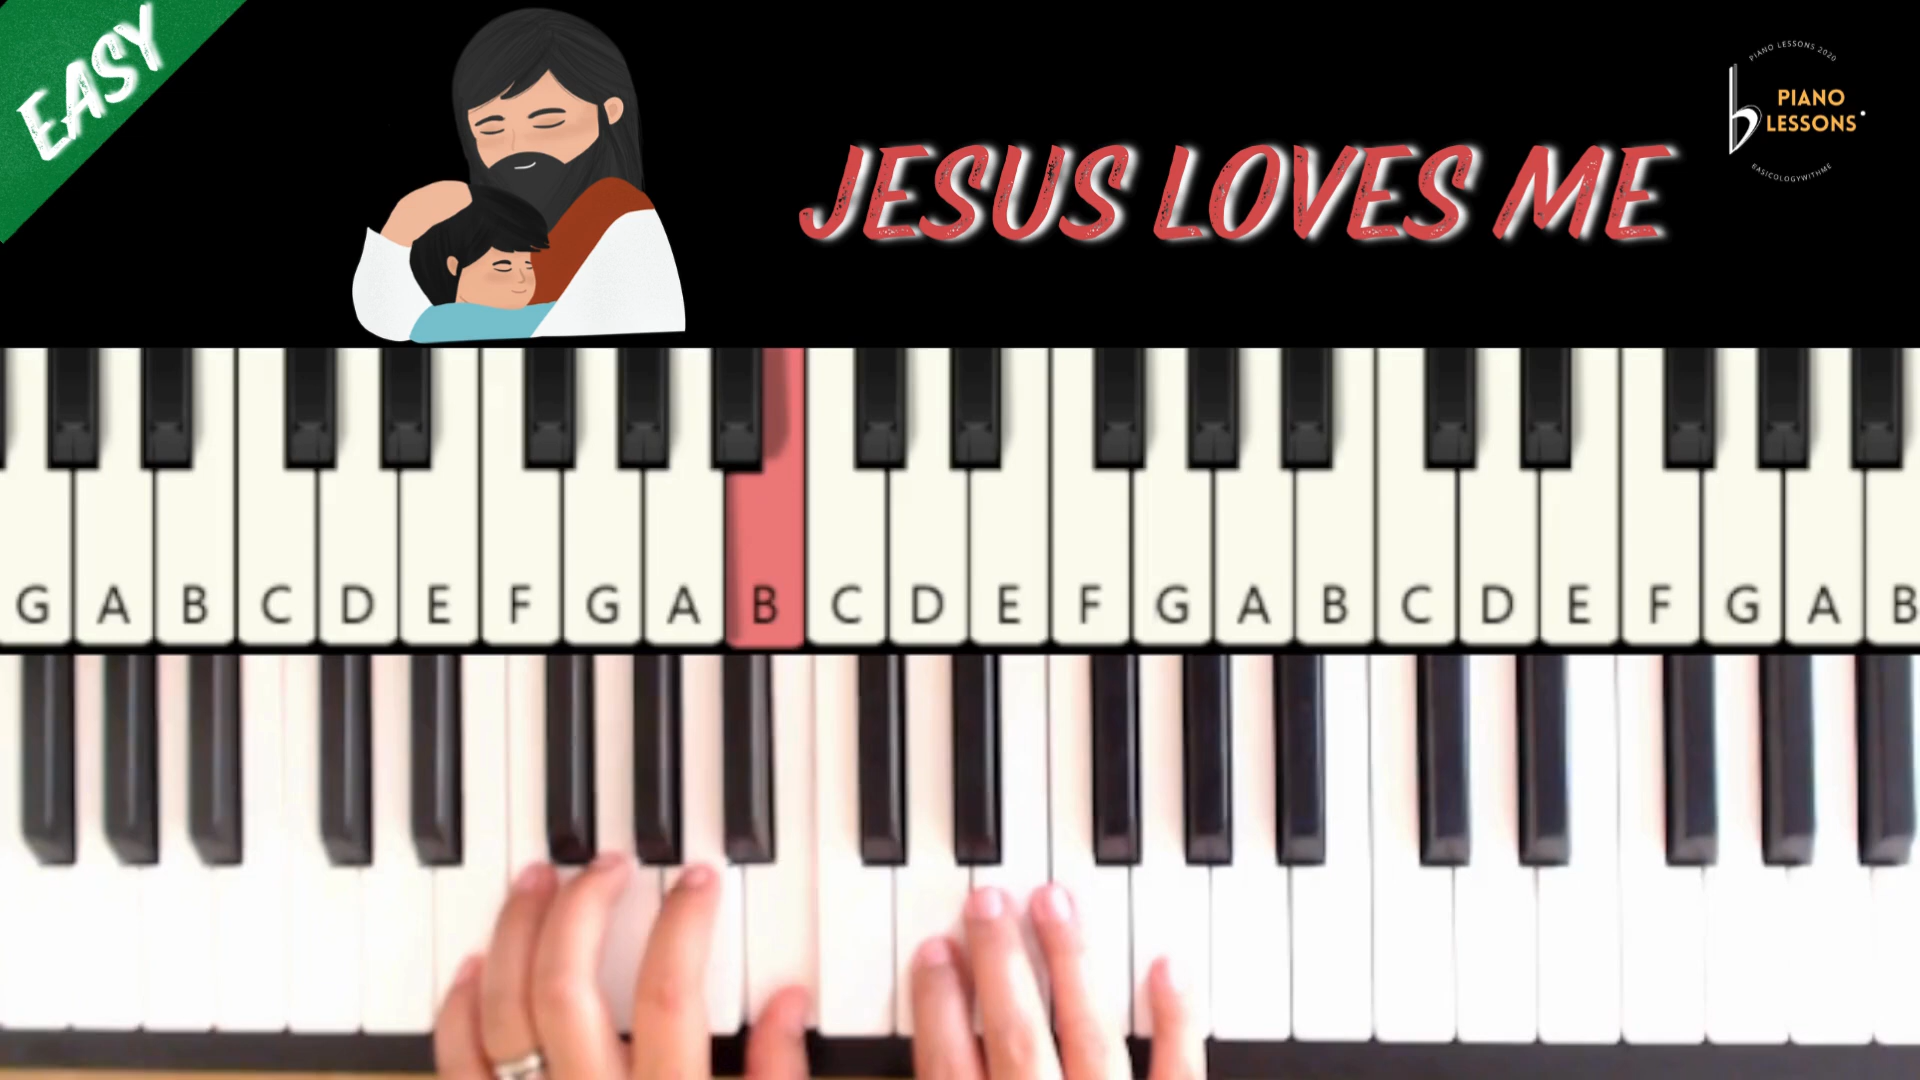 EASY
PIANO LESSONS 2020
PIANO
LESSONS
BASICOLOGYWITHME
JESUS LOVES ME
G A B C D E F G A B C D E F G A B C D E F G A B